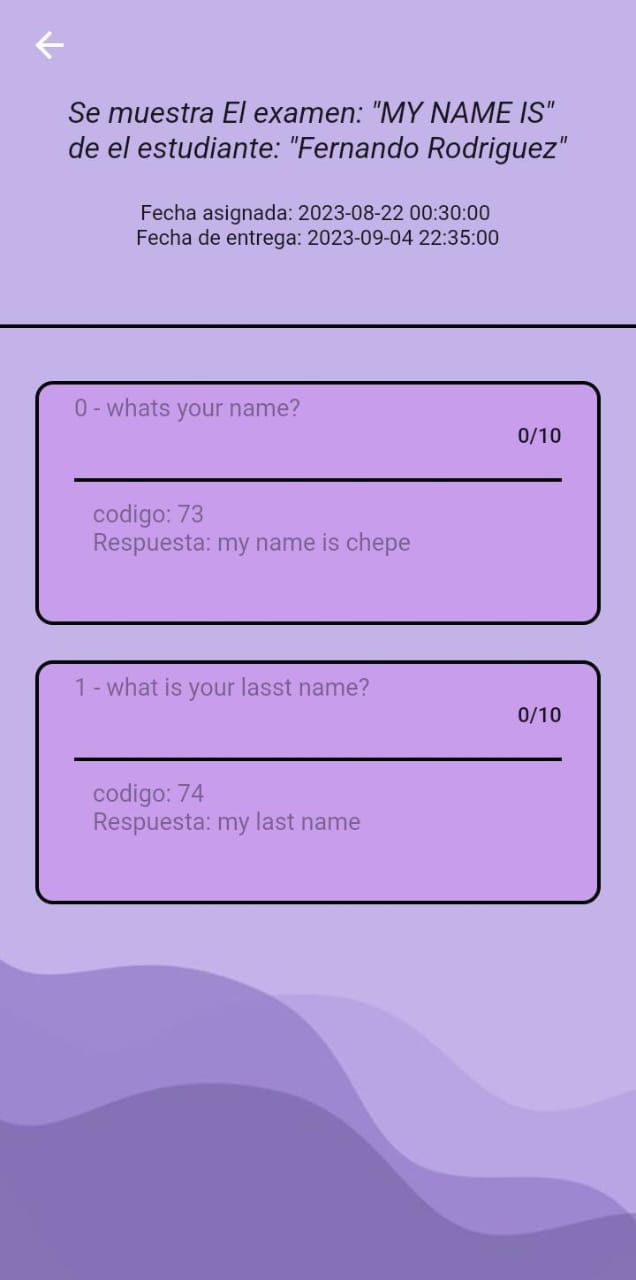 Se muestra El examen: "MY NAME IS"
de el estudiante: "Fernando Rodriguez"
Fecha asignada: 2023-08-22 00:30:00
Fecha de entrega: 2023-09-04 22:35:00
0 - whats your name?
0/10
codigo: 73
Respuesta: my name is chepe
1 - what is your lasst name?
0/10
codigo: 74
Respuesta: my last name